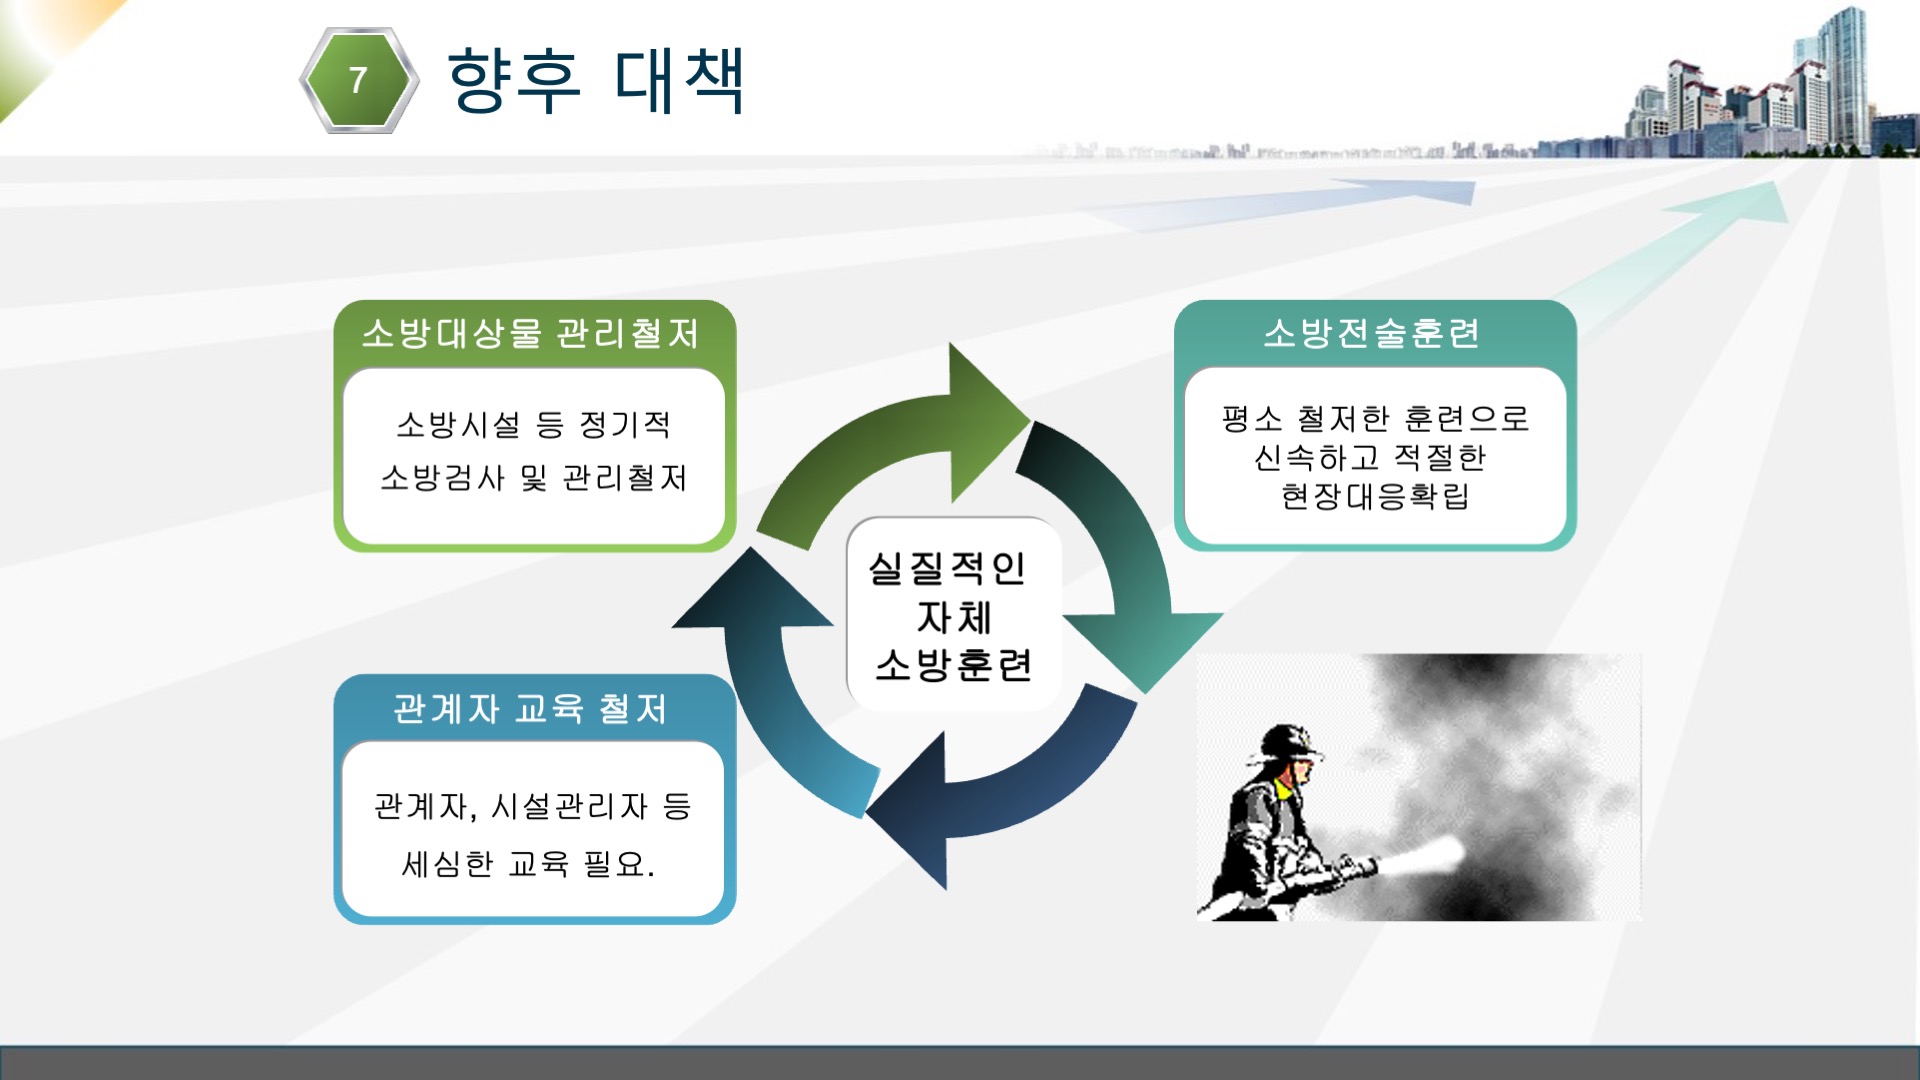 7
향후 대책
소방대상물 관리철저
소방시설 등 정기적
소방검사 및 관리철저
소방전술훈련
평소 철저한 훈련으로
신속하고 적절한
현장대응확립
실질적인
자체
소방훈련
관계자 교육 철저
관계자, 시설관리자 등
세심한 교육 필요.